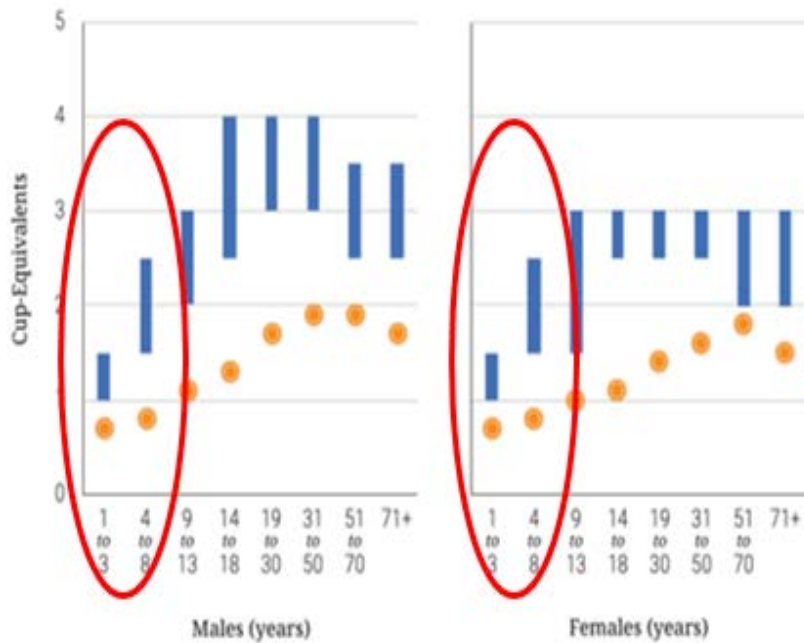 5
4
3
2
0
Cup-Equivalents
1 4 9 14 19 31 51 71+
to to to to to to to
3 8 13 18 30 50 70
Males (years)
1 4 9 14 19 31 51 71+
to to to to to to to
3 8 13 18 30 50 70
Females (years)